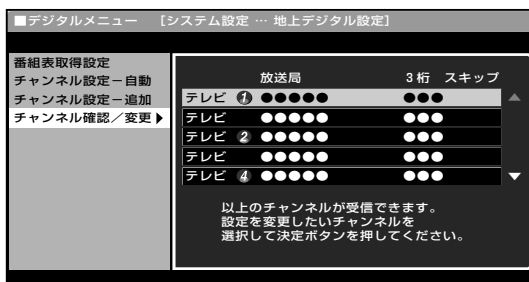 ■デジタルメニュー [システム設定 … 地上デジタル設定]
番組表取得設定
チャンネル設定－自動
チャンネル設定－追加
チャンネル確認／変更▶
放送局 3桁 スキップ
テレビ ① ●●●●● ●●●
テレビ ●●●●● ●●●
テレビ ② ●●●●● ●●●
テレビ ●●●●● ●●●
テレビ ④ ●●●●● ●●●
以上のチャンネルが受信できます。
設定を変更したいチャンネルを
選択して決定ボタンを押してください。